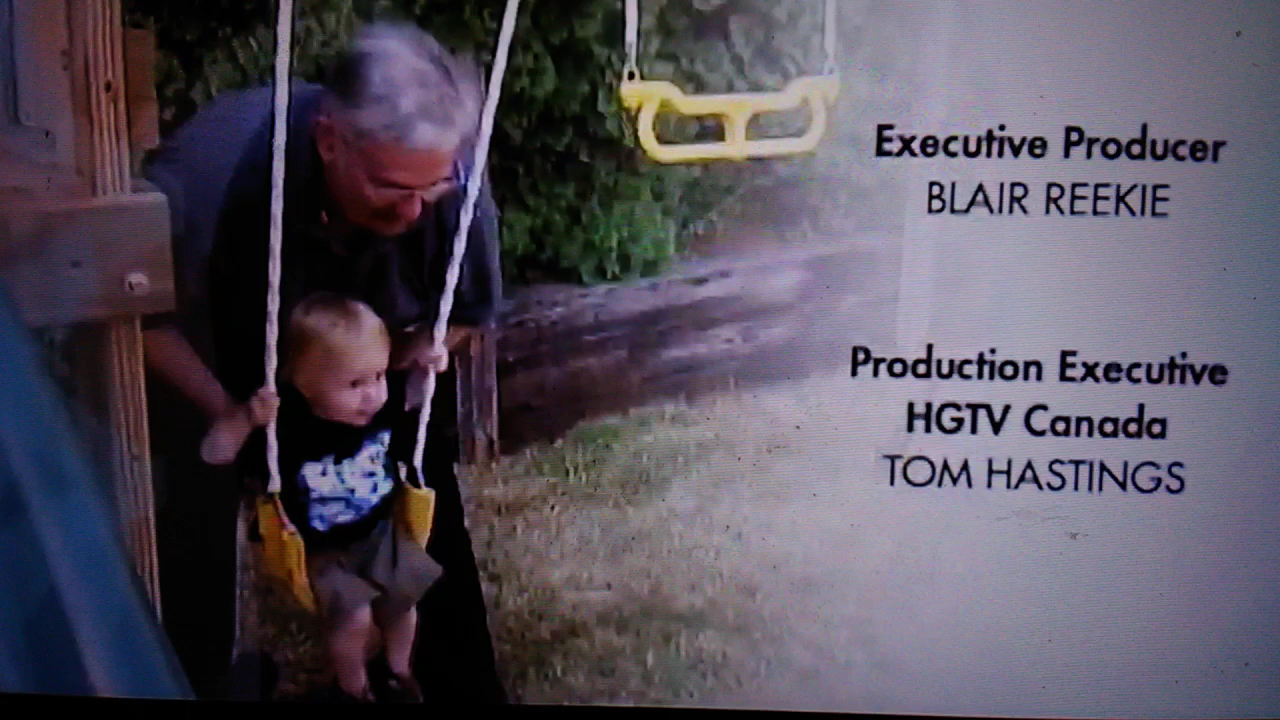 Executive Producer
BLAIR REEKIE
Production Executive
HGTV Canada
TOM HASTINGS